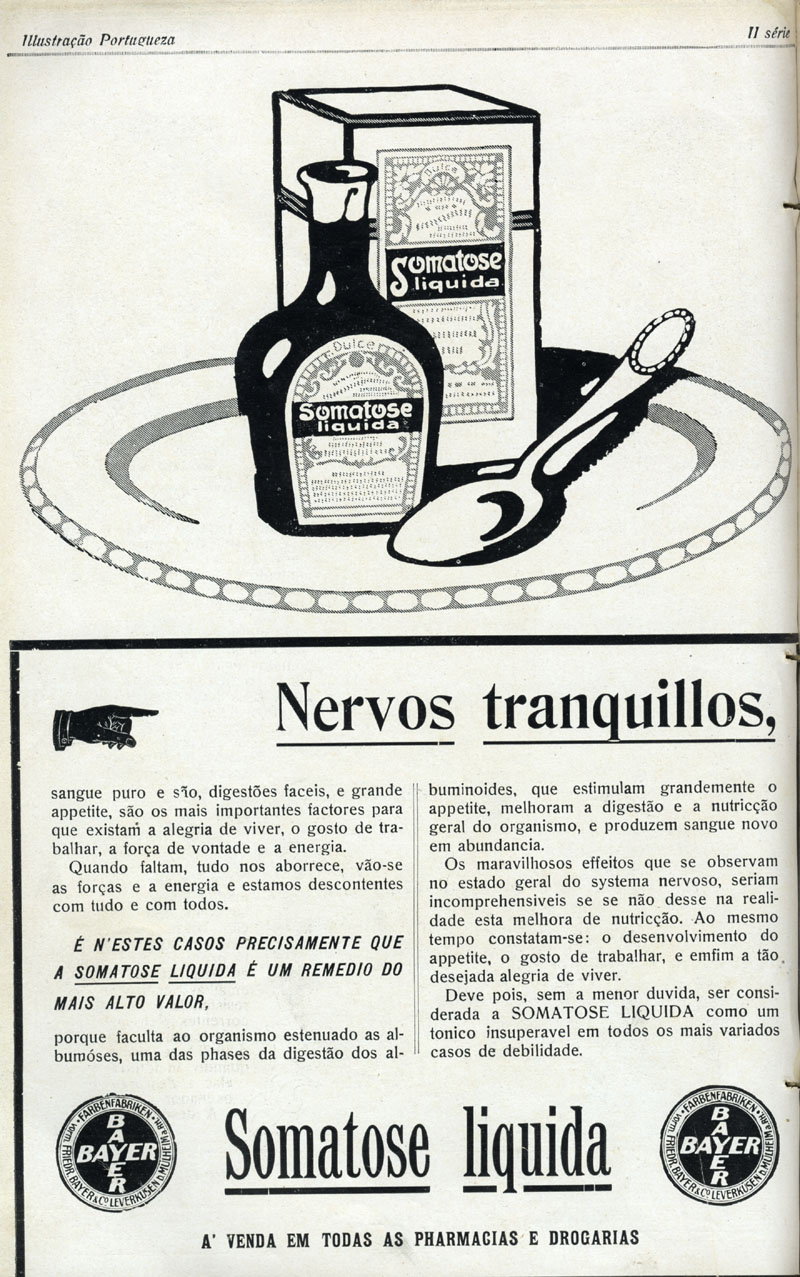 Illustração Portugueza
II série
Dulce
Somatose
liquida
Dulce
Somatose
liquida
Nervos tranquillos,
sangue puro e são, digestões faceis, e grande
appetite, são os mais importantes factores para
que existam a alegria de viver, o gosto de tra-
balhar, a força de vontade e a energia.
Quando faltam, tudo nos aborrece, vão-se
as forças e a energia e estamos descontentes
com tudo e com todos.
É N'ESTES CASOS PRECISAMENTE QUE
A SOMATOSE LIQUIDA É UM REMEDIO DO
MAIS ALTO VALOR,
porque faculta ao organismo estenuado as al-
bumóses, uma das phases da digestão dos al-
buminoides, que estimulam grandemente o
appetite, melhoram a digestão e a nutricção
geral do organismo, e produzem sangue novo
em abundancia.
Os maravilhosos effeitos que se observam
no estado geral do systema nervoso, seriam
incomprehensiveis se se não desse na reali-
dade esta melhora de nutricção. Ao mesmo
tempo constatam-se: o desenvolvimento do
appetite, o gosto de trabalhar, e emfim a tão
desejada alegria de viver.
Deve pois, sem a menor duvida, ser consi-
derada a SOMATOSE LIQUIDA como um
tonico insuperavel em todos os mais variados
casos de debilidade.
FARBENFABRIKEN
vorm. FRIEDR. BAYER & Co LEVERKUSEN b. MÜLHEIM a. Rh.
BAYER
BAYER
Somatose liquida
FARBENFABRIKEN
vorm. FRIEDR. BAYER & Co LEVERKUSEN b. MÜLHEIM a. Rh.
BAYER
BAYER
A' VENDA EM TODAS AS PHARMACIAS E DROGARIAS